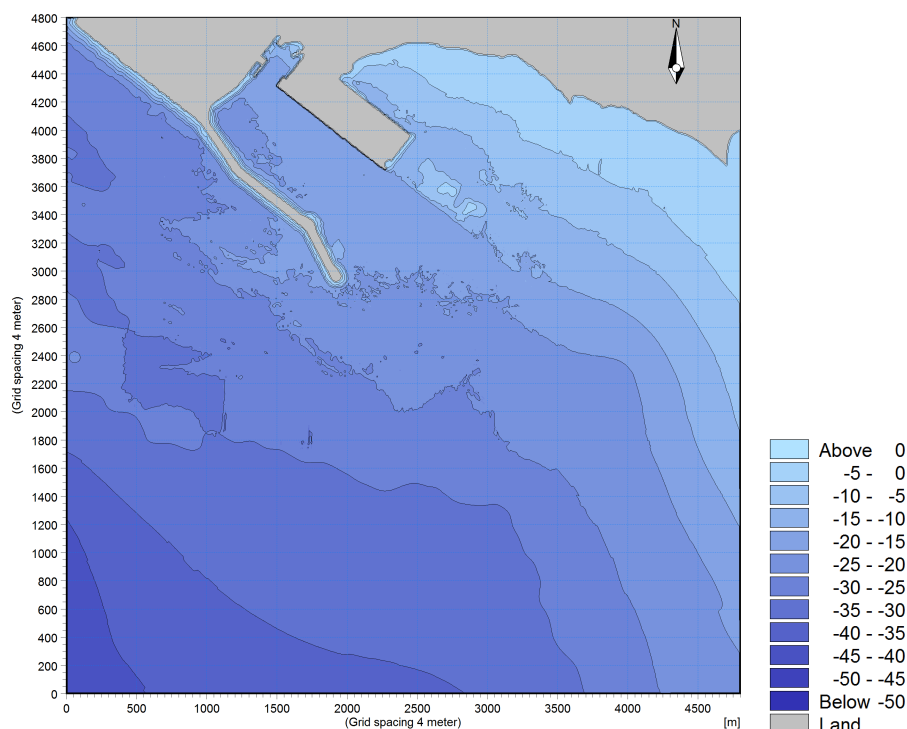 N
4800
4600
4400
4200
4000
3800
3600
3400
3200
3000
2800
2600
2400
2200
2000
1800
1600
1400
1200
1000
800
600
400
200
0
(Grid spacing 4 meter)
0 500 1000 1500 2000 2500 3000 3500 4000 4500
(Grid spacing 4 meter) [m]
Above 0
-5 - 0
-10 - -5
-15 - -10
-20 - -15
-25 - -20
-30 - -25
-35 - -30
-40 - -35
-45 - -40
-50 - -45
Below -50
Land